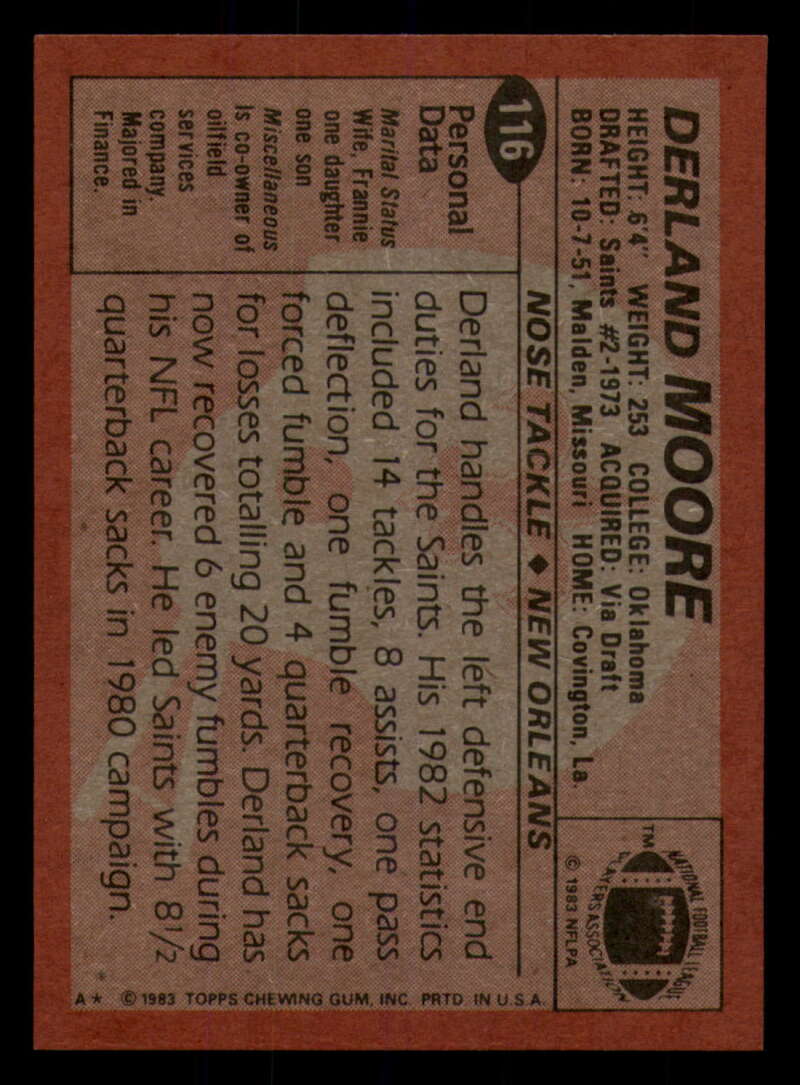 DERLAND MOORE
HEIGHT: 6'4" WEIGHT: 253 COLLEGE: Oklahoma
DRAFTED: Saints #2-1973 ACQUIRED: Via Draft
BORN: 10-7-51, Malden, Missouri HOME: Covington, La.
NATIONAL FOOTBALL LEAGUE
PLAYERS ASSOCIATION
TM
© 1983 NFLPA
116
NOSE TACKLE ♦ NEW ORLEANS
Personal
Data
Marital Status
Wife, Frannie
one daughter
one son
Miscellaneous
Is co-owner of
oilfield
services
company.
Majored in
Finance.
Derland handles the left defensive end
duties for the Saints. His 1982 statistics
included 14 tackles, 8 assists, one pass
deflection, one fumble recovery, one
forced fumble and 4 quarterback sacks
for losses totalling 20 yards. Derland has
now recovered 6 enemy fumbles during
his NFL career. He led Saints with 8½
quarterback sacks in 1980 campaign.
A* © 1983 TOPPS CHEWING GUM, INC. PRTD. IN U.S.A.